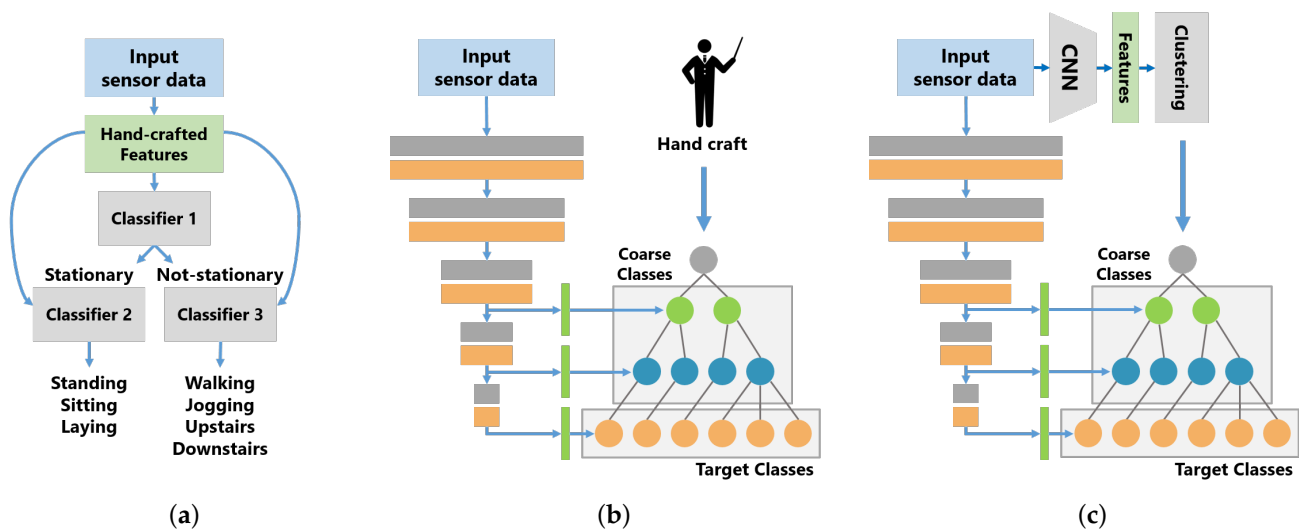 Input
sensor data
Hand-crafted
Features
Classifier 1
Stationary
Not-stationary
Classifier 2
Classifier 3
Standing
Sitting
Laying
Walking
Jogging
Upstairs
Downstairs
(a)
Input
sensor data
Hand craft
Coarse
Classes
Target Classes
(b)
Input
sensor data
CNN
Features
Clustering
Coarse
Classes
Target Classes
(c)